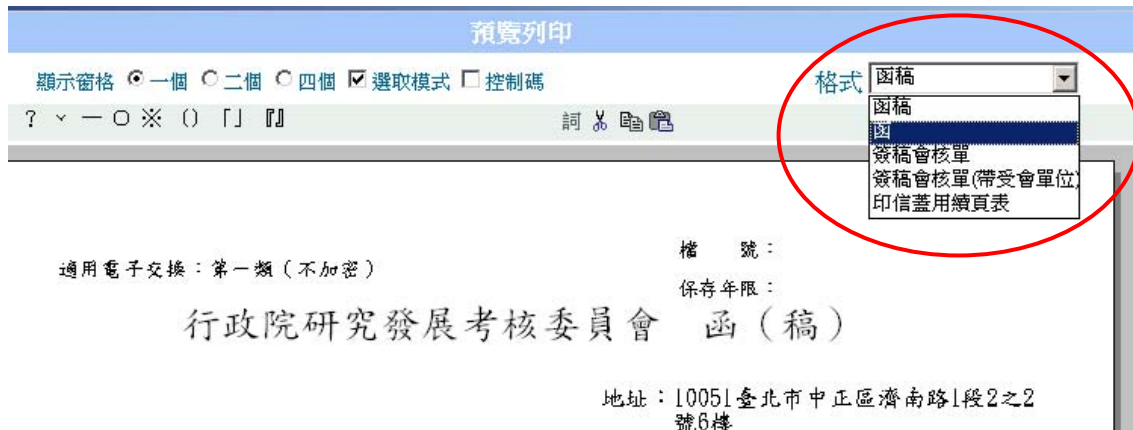 預覽列印
顯示窗格 一個 二個 四個 選取模式 控制碼
格式 函稿
? ˇ — ○ ※ () 「」 『』 詞
函稿
函
簽稿會核單
簽稿會核單(帶受會單位)
印信蓋用續頁表
檔 號：
適用電子交換：第一類（不加密）
保存年限：
行政院研究發展考核委員會 函（稿）
地址：10051臺北市中正區濟南路1段2之2
號6樓